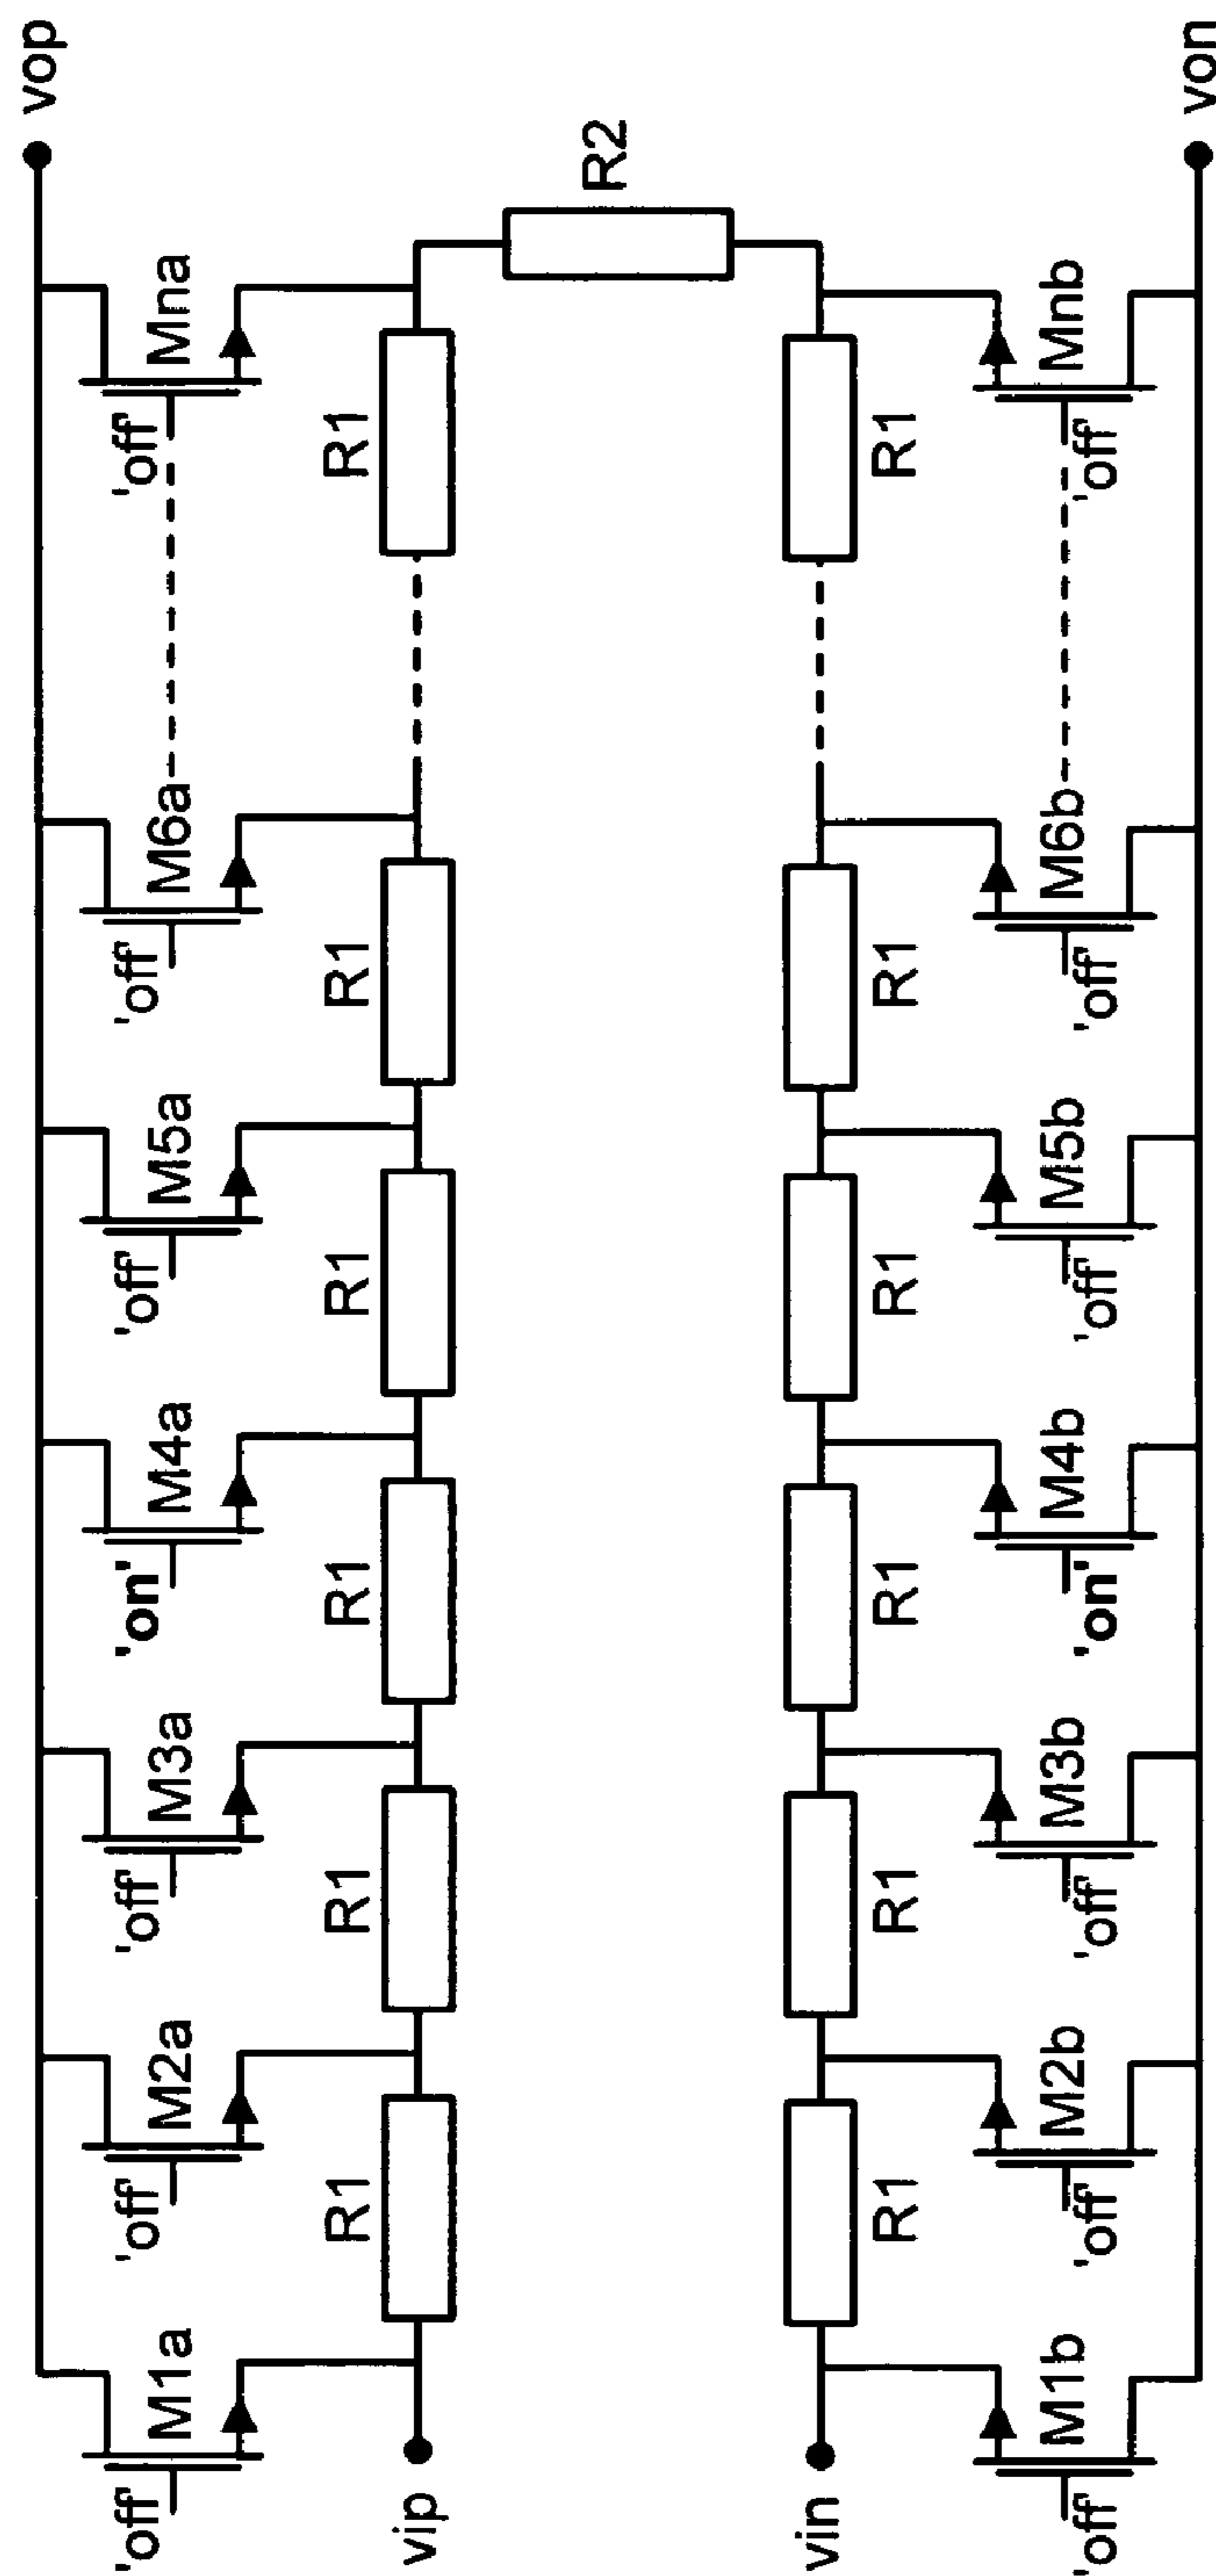 vop
'off' 'off' 'off' 'on' 'off' 'off' 'off'
M1a M2a M3a M4a M5a M6a Mna
R1 R1 R1 R1 R1 R1
vip
R2
vin
R1 R1 R1 R1 R1 R1
M1b M2b M3b M4b M5b M6b Mnb
'off' 'off' 'off' 'on' 'off' 'off' 'off'
von